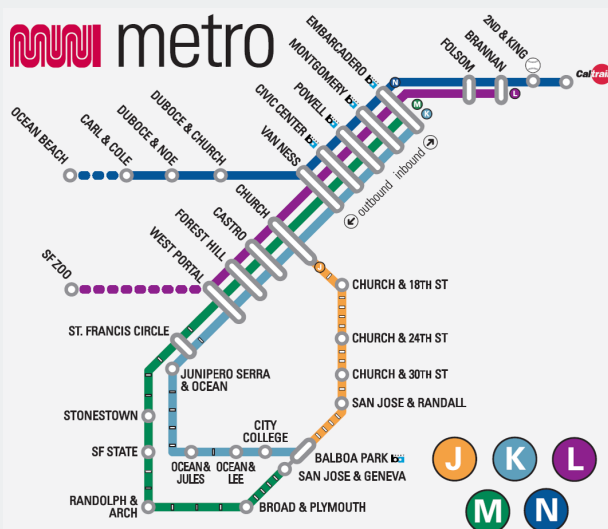 MUNI metro
2ND & KING
BRANNAN
FOLSOM
EMBARCADERO
MONTGOMERY
POWELL
CIVIC CENTER
VAN NESS
N
Caltrain
L
M
K
OCEAN BEACH
CARL & COLE
DUBOCE & NOE
DUBOCE & CHURCH
outbound inbound
CHURCH
CASTRO
FOREST HILL
WEST PORTAL
SF ZOO
J
CHURCH & 18TH ST
ST. FRANCIS CIRCLE
CHURCH & 24TH ST
JUNIPERO SERRA
& OCEAN
CHURCH & 30TH ST
SAN JOSE & RANDALL
STONESTOWN
CITY
COLLEGE
SF STATE
BALBOA PARK
OCEAN &
JULES
OCEAN &
LEE
SAN JOSE & GENEVA
RANDOLPH &
ARCH
BROAD & PLYMOUTH
J K L
M N